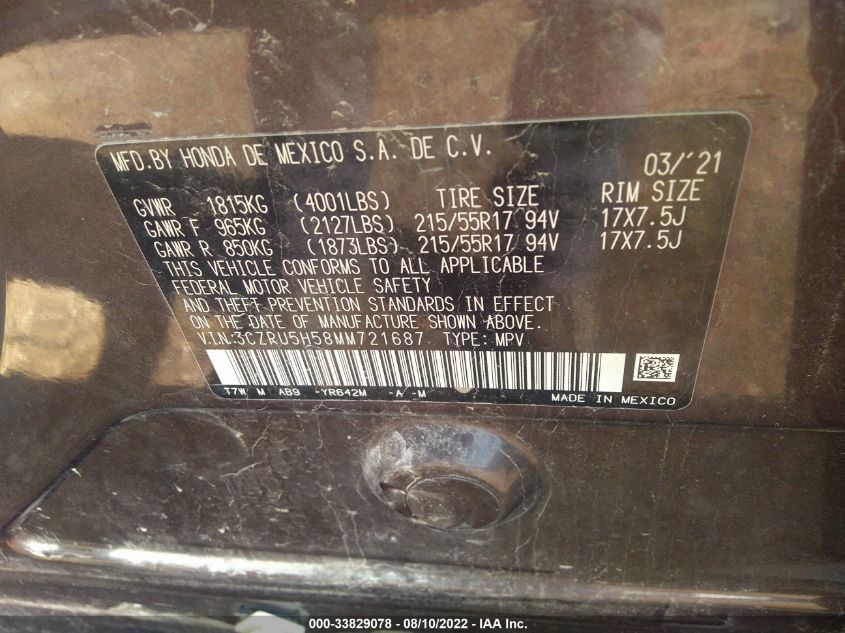 MFD.BY HONDA DE MEXICO S.A. DE C.V. 03/'21
GVWR 1815KG (4001LBS) TIRE SIZE RIM SIZE
GAWR F 965KG (2127LBS) 215/55R17 94V 17X7.5J
GAWR R 850KG (1873LBS) 215/55R17 94V 17X7.5J
THIS VEHICLE CONFORMS TO ALL APPLICABLE
FEDERAL MOTOR VEHICLE SAFETY
AND THEFT PREVENTION STANDARDS IN EFFECT
ON THE DATE OF MANUFACTURE SHOWN ABOVE.
V.I.N.3CZRU5H58MM721687 TYPE: MPV
T7W M AB9 -YR642M -A -M MADE IN MEXICO
000-33829078 - 08/10/2022 - IAA Inc.